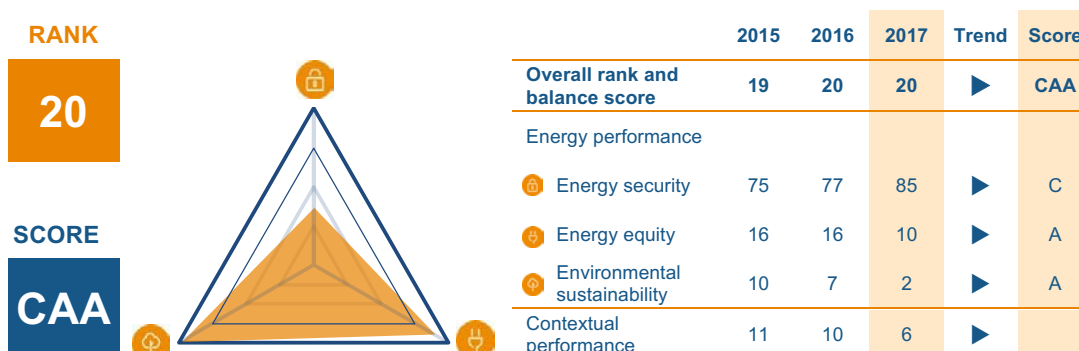 RANK
20
SCORE
CAA
2015 2016 2017 Trend Score
Overall rank and
balance score 19 20 20 CAA
Energy performance
Energy security 75 77 85 C
Energy equity 16 16 10 A
Environmental
sustainability 10 7 2 A
Contextual
performance 11 10 6